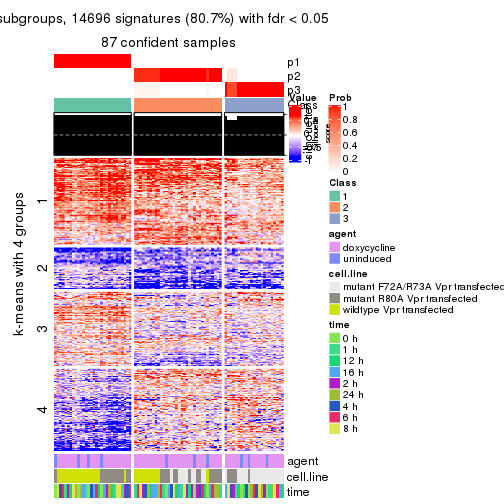 subgroups, 14696 signatures (80.7%) with fdr < 0.05
87 confident samples
p1
p2
p3
Class
k-means with 4 groups
1
2
3
4
agent
cell.line
time
Value
Prob
1
0.8
0.6
0.4
0.2
0
Class
1
2
3
agent
doxycycline
uninduced
cell.line
mutant F72A/R73A Vpr transfected
mutant R80A Vpr transfected
wildtype Vpr transfected
time
0 h
1 h
12 h
16 h
2 h
24 h
4 h
6 h
8 h